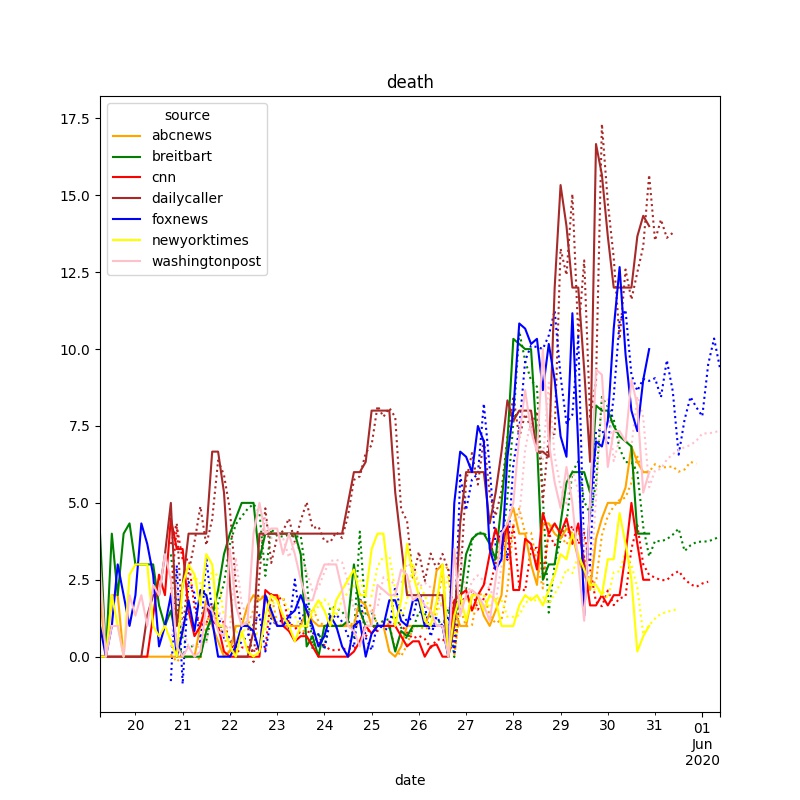 death
source
abcnews
breitbart
cnn
dailycaller
foxnews
newyorktimes
washingtonpost
17.5
15.0
12.5
10.0
7.5
5.0
2.5
0.0
20 21 22 23 24 25 26 27 28 29 30 31 01
Jun
2020
date